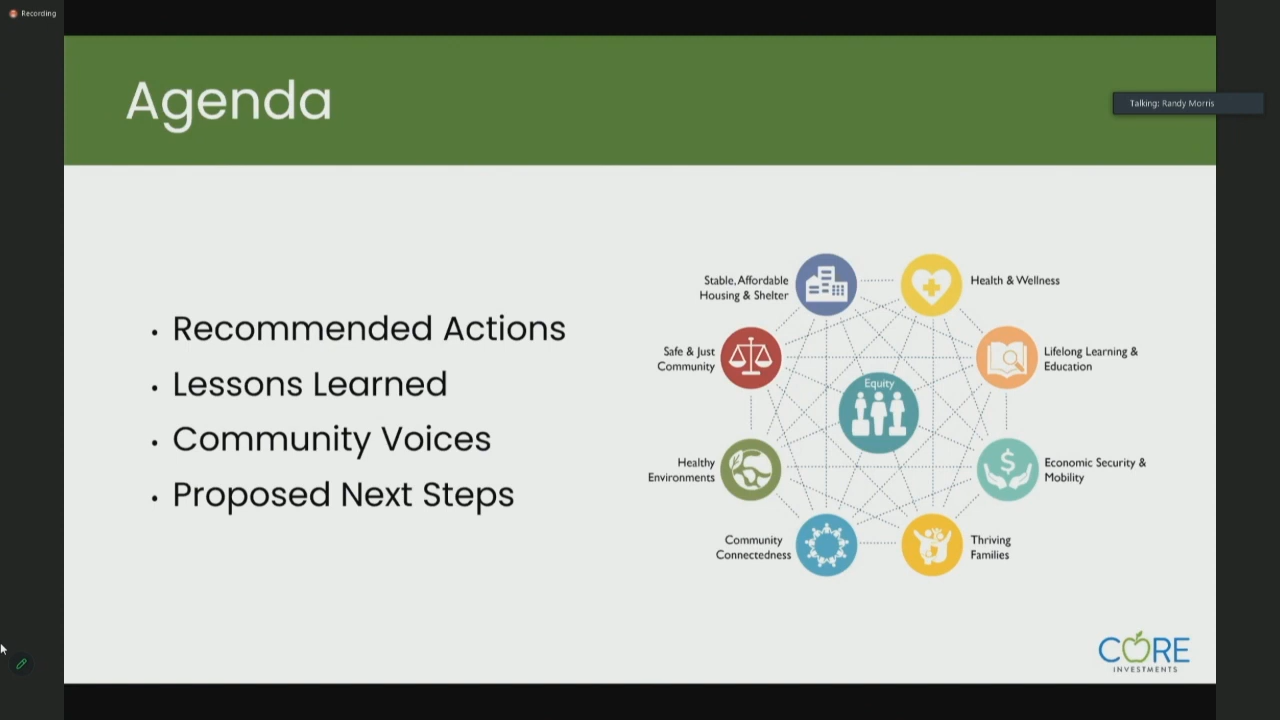 Recording
Agenda
Talking: Randy Morris
• Recommended Actions
• Lessons Learned
• Community Voices
• Proposed Next Steps
Stable, Affordable
Housing & Shelter
Health & Wellness
Safe & Just
Community
Lifelong Learning &
Education
Equity
Healthy
Environments
Economic Security &
Mobility
Community
Connectedness
Thriving
Families
CORE
INVESTMENTS